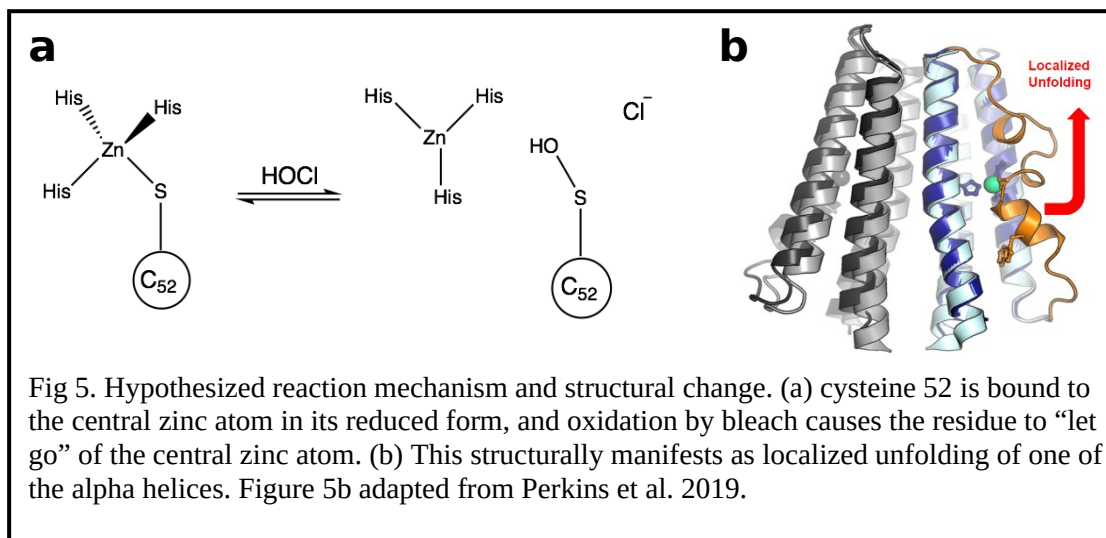 a
His
His
Zn
His
S
C52
HOCl
His
His
Zn
His
Cl−
HO
S
C52
b
Localized
Unfolding
Fig 5. Hypothesized reaction mechanism and structural change. (a) cysteine 52 is bound to
the central zinc atom in its reduced form, and oxidation by bleach causes the residue to “let
go” of the central zinc atom. (b) This structurally manifests as localized unfolding of one of
the alpha helices. Figure 5b adapted from Perkins et al. 2019.